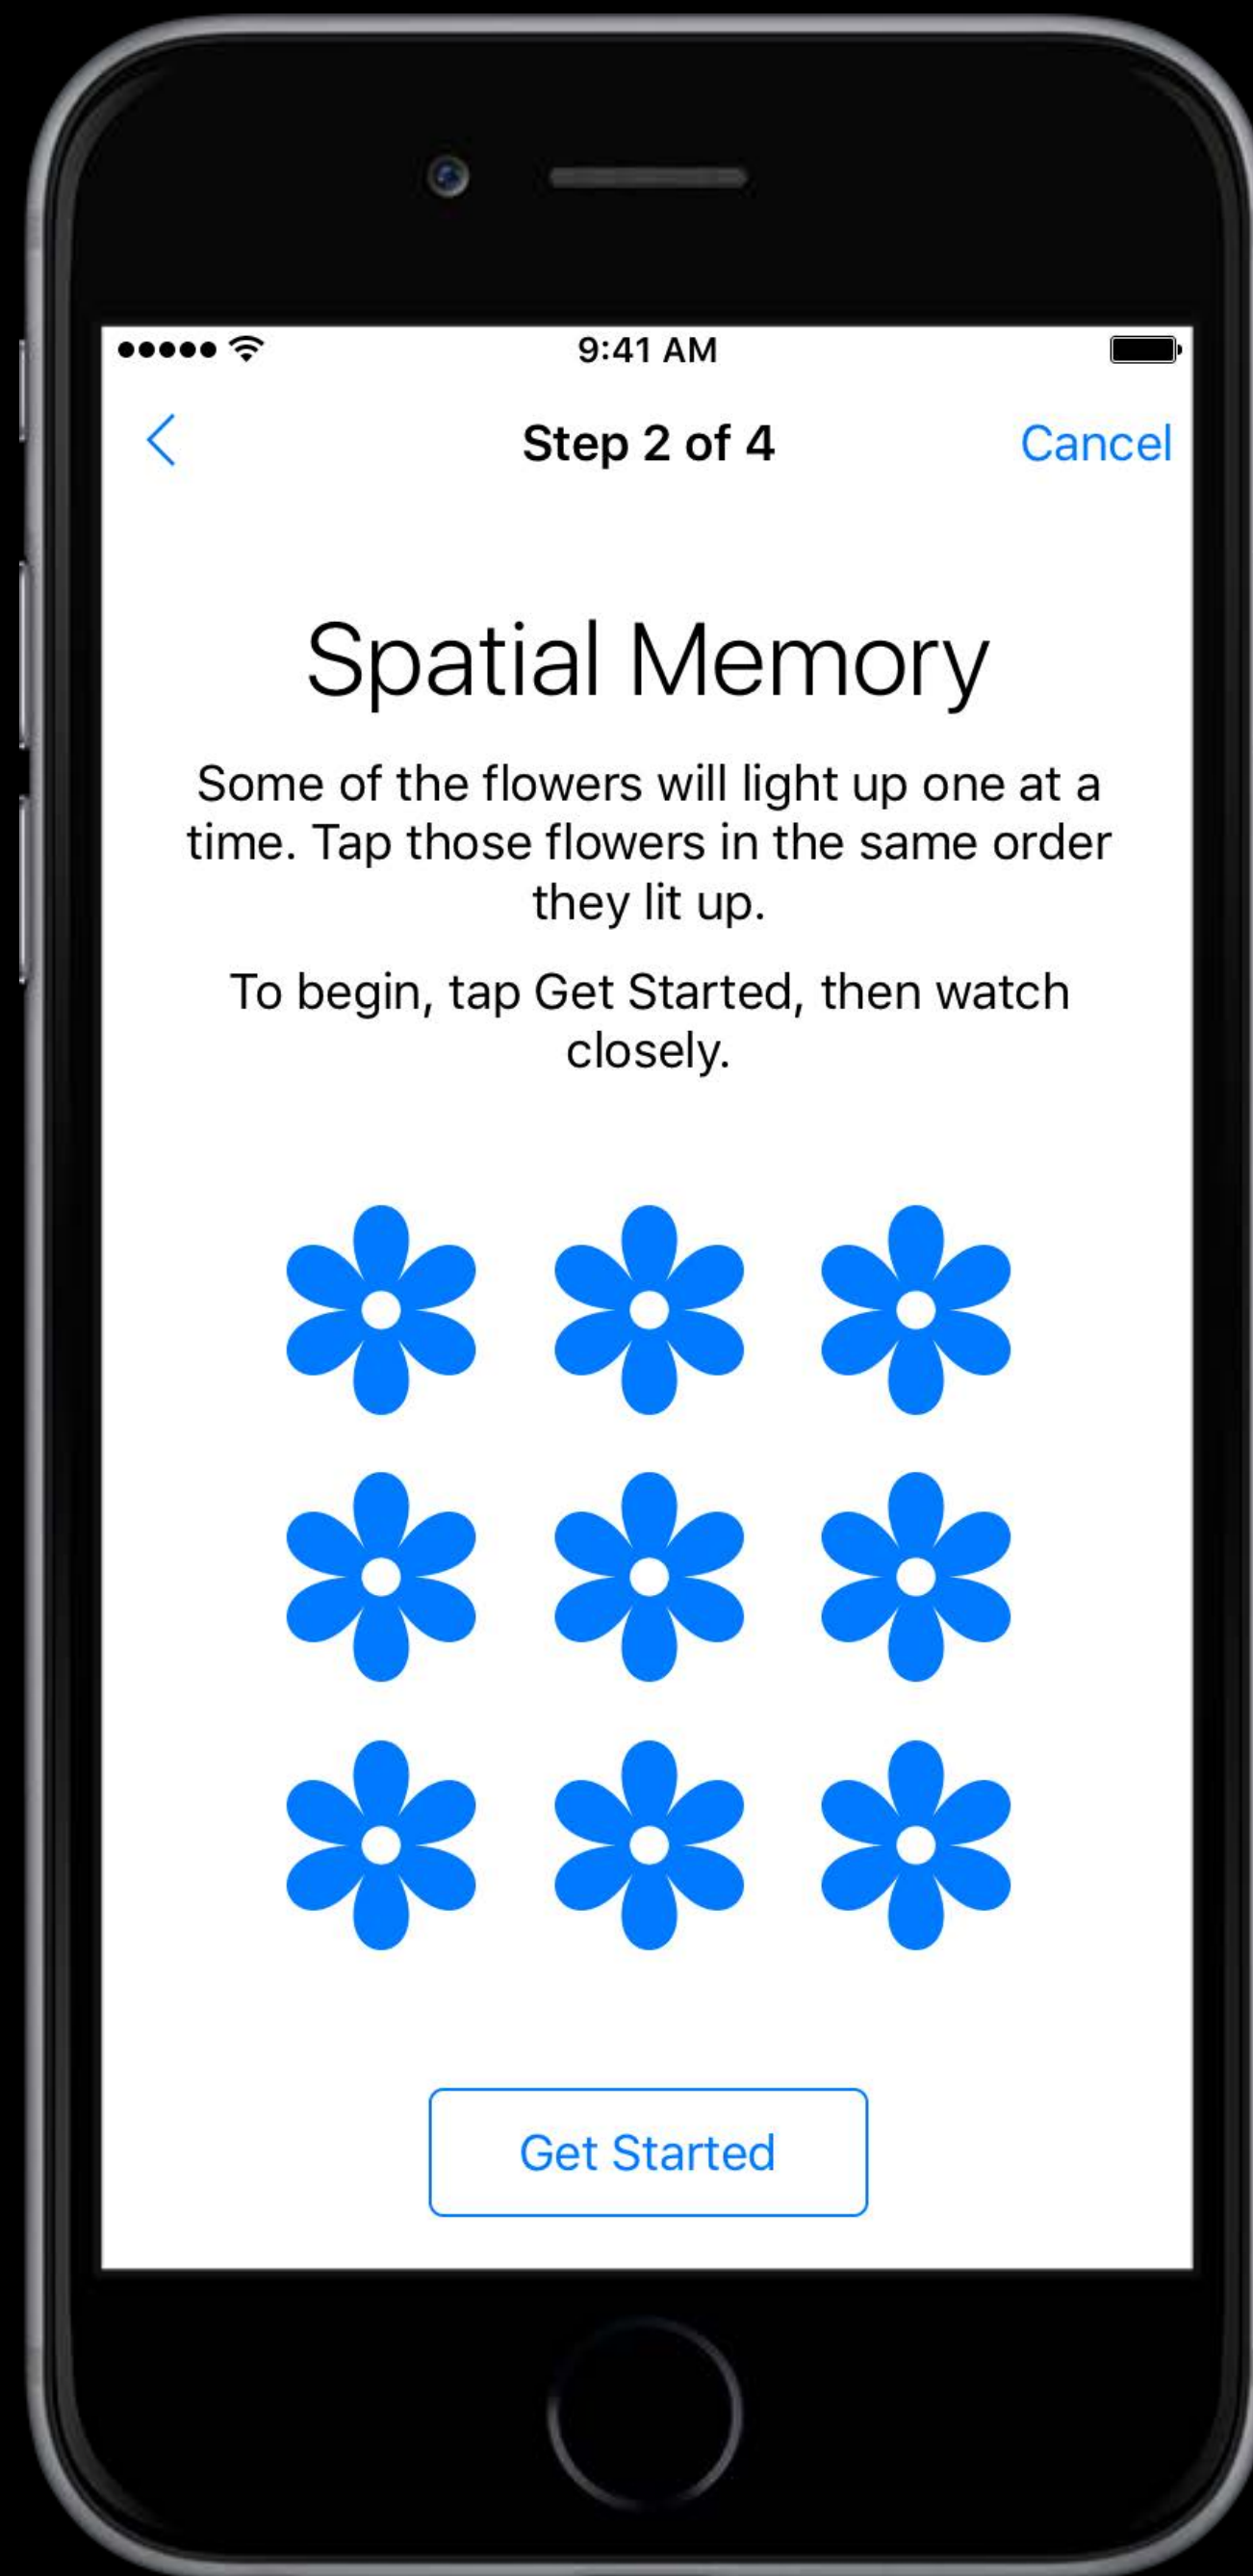 9:41 AM
Step 2 of 4
Cancel
Spatial Memory
Some of the flowers will light up one at a
time. Tap those flowers in the same order
they lit up.
To begin, tap Get Started, then watch
closely.
Get Started